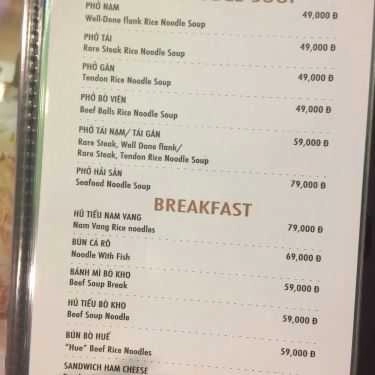 PHỞ NẠM 49,000 Đ
Well-Done flank Rice Noodle Soup
PHỞ TÁI 49,000 Đ
Rare Steak Rice Noodle Soup
PHỞ GÂN 49,000 Đ
Tendon Rice Noodle Soup
PHỞ BÒ VIÊN 49,000 Đ
Beef Balls Rice Noodle Soup
PHỞ TÁI NẠM/ TÁI GÂN 59,000 Đ
Rare Steak, Well Done flank/
Rare Steak, Tendon Rice Noodle Soup
PHỞ HẢI SẢN 79,000 Đ
Seafood Noodle Soup
BREAKFAST
HỦ TIẾU NAM VANG 79,000 Đ
Nam Vang Rice noodles
BÚN CÁ RÔ 69,000 Đ
Noodle With Fish
BÁNH MÌ BÒ KHO 59,000 Đ
Beef Soup Break
HỦ TIẾU BÒ KHO 59,000 Đ
Beef Soup Noodle
BÚN BÒ HUẾ 59,000 Đ
"Hue" Beef Rice Noodles
SANDWICH HAM CHEESE